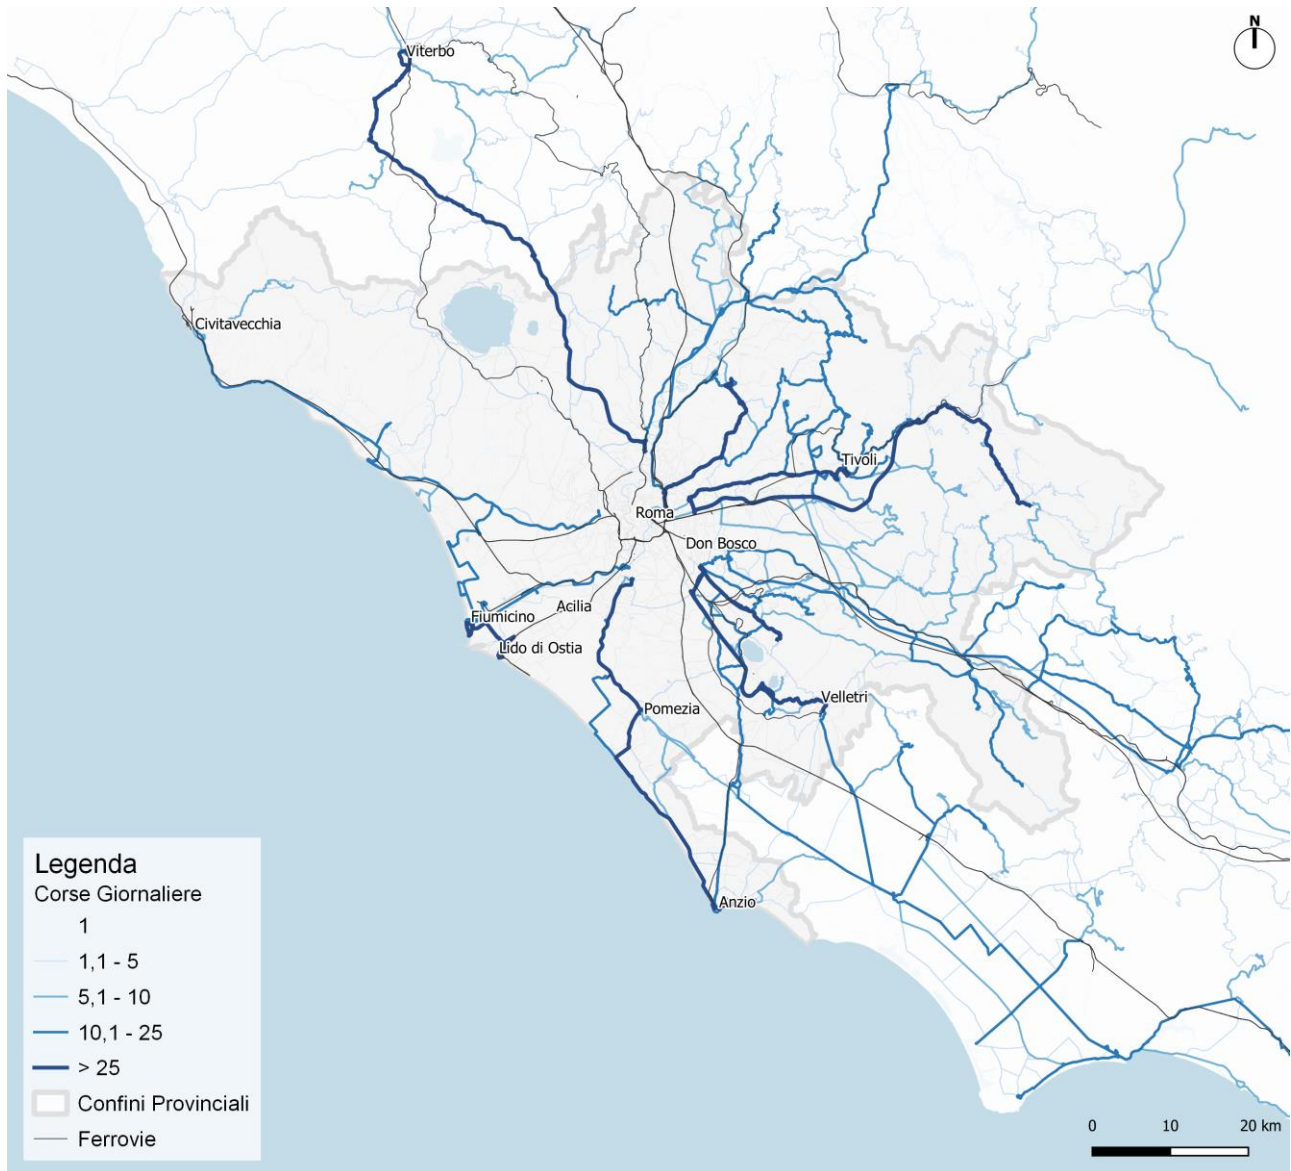 N
Viterbo
Civitavecchia
Tivoli
Roma
Don Bosco
Acilia
Fiumicino
Lido di Ostia
Velletri
Pomezia
Anzio
Legenda
Corse Giornaliere
1
1,1 - 5
5,1 - 10
10,1 - 25
> 25
Confini Provinciali
Ferrovie
0 10 20 km